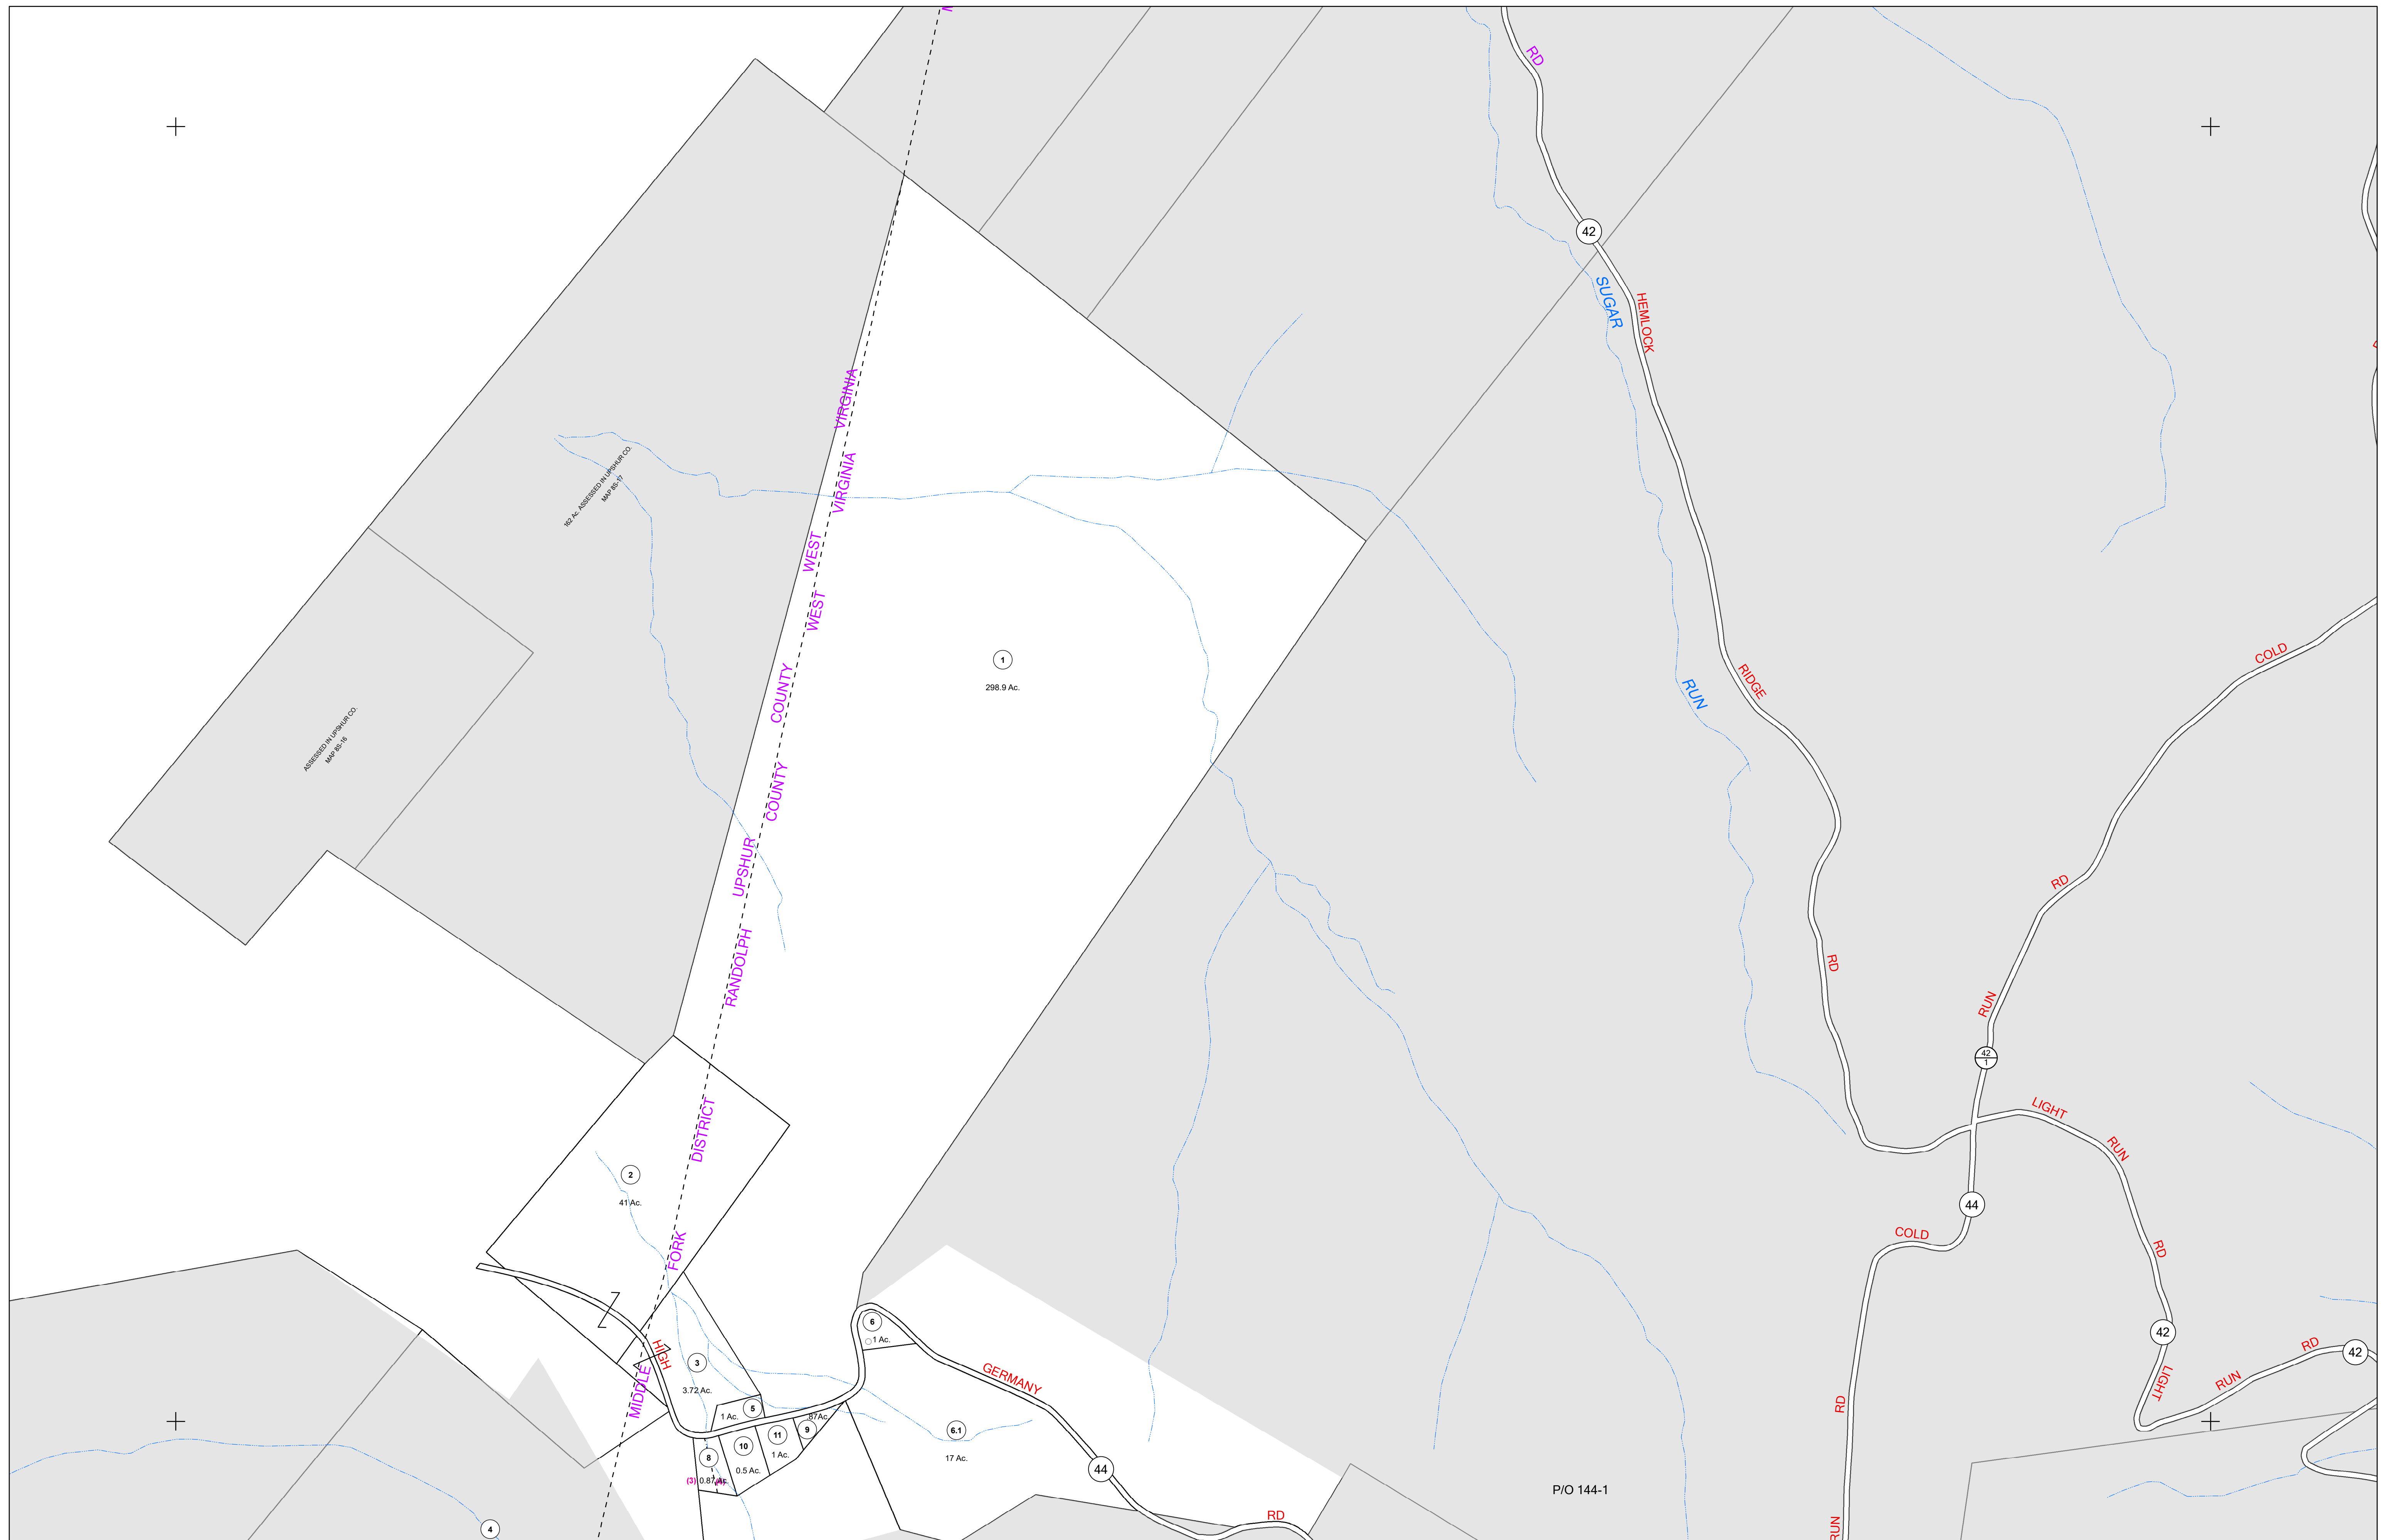 RD
42
SUGAR
HEMLOCK
VIRGINIA
VIRGINIA
162 Ac. ASSESSED IN UPSHUR CO.
MAP 8S-17
WEST
WEST
1
298.9 Ac.
COUNTY
COUNTY
RUN
RIDGE
COLD
ASSESSED IN UPSHUR CO.
MAP 8S-16
UPSHUR
RANDOLPH
RD
RD
RUN
42
1
LIGHT
RUN
DISTRICT
2
41 Ac.
44
COLD
FORK
RD
6
1 Ac.
42
RD
42
HIGH
3
3.72 Ac.
MIDDLE
GERMANY
LIGHT
RUN
RD
5
1 Ac.
.87Ac.
9
6.1
17 Ac.
11
1 Ac.
10
0.5 Ac.
8
(3)
0.87 Ac.
44
P/O 144-1
RD
RUN
4